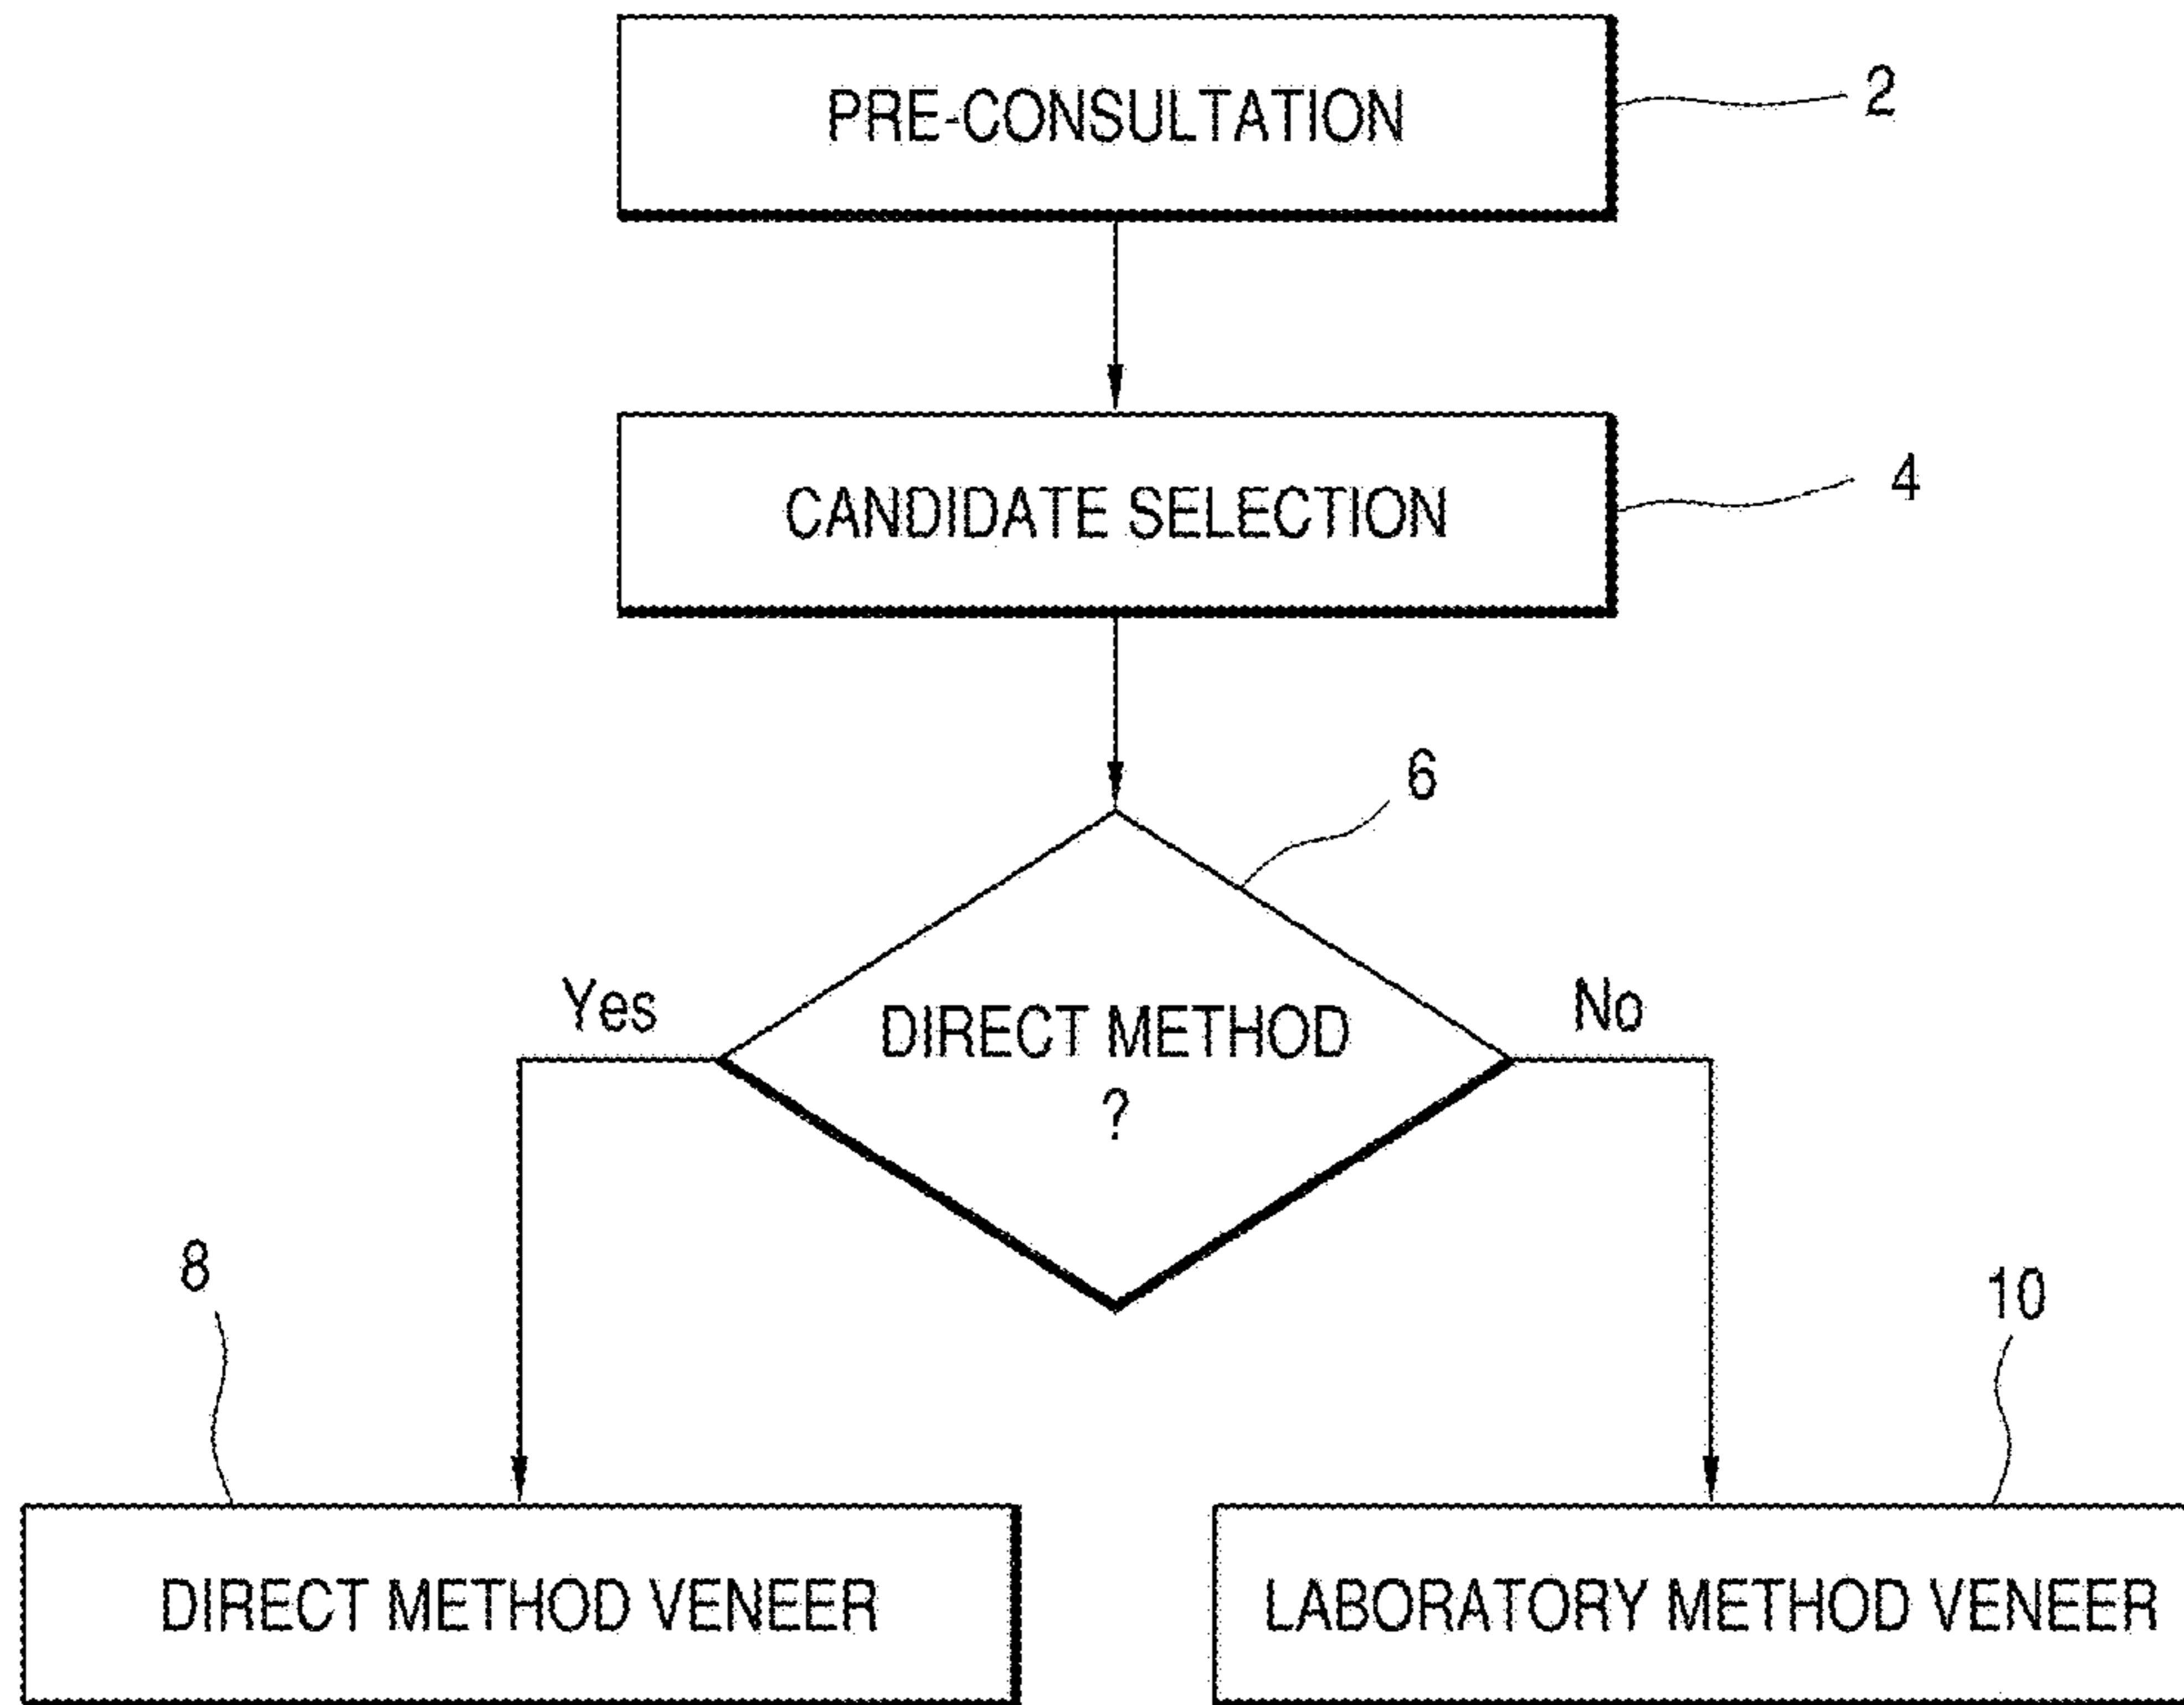 PRE-CONSULTATION
2
CANDIDATE SELECTION
4
6
Yes
DIRECT METHOD
?
No
8
10
DIRECT METHOD VENEER
LABORATORY METHOD VENEER